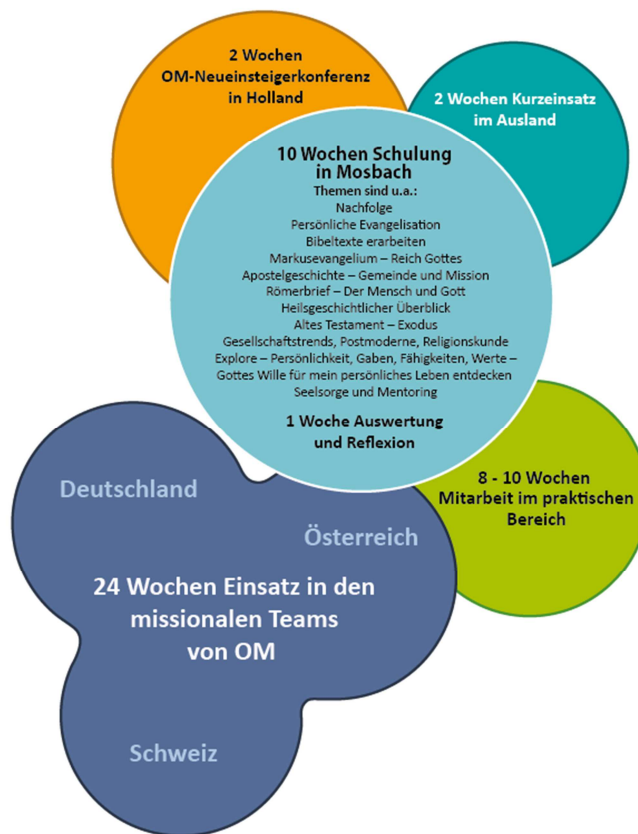 2 Wochen
OM-Neueinsteigerkonferenz
in Holland
2 Wochen Kurzeinsatz
im Ausland
10 Wochen Schulung
in Mosbach
Themen sind u.a.:
Nachfolge
Persönliche Evangelisation
Bibeltexte erarbeiten
Markusevangelium – Reich Gottes
Apostelgeschichte – Gemeinde und Mission
Römerbrief – Der Mensch und Gott
Heilsgeschichtlicher Überblick
Altes Testament – Exodus
Gesellschaftstrends, Postmoderne, Religionskunde
Explore – Persönlichkeit, Gaben, Fähigkeiten, Werte –
Gottes Wille für mein persönliches Leben entdecken
Seelsorge und Mentoring
1 Woche Auswertung
und Reflexion
8 - 10 Wochen
Mitarbeit im praktischen
Bereich
Deutschland
Österreich
24 Wochen Einsatz in den
missionalen Teams
von OM
Schweiz